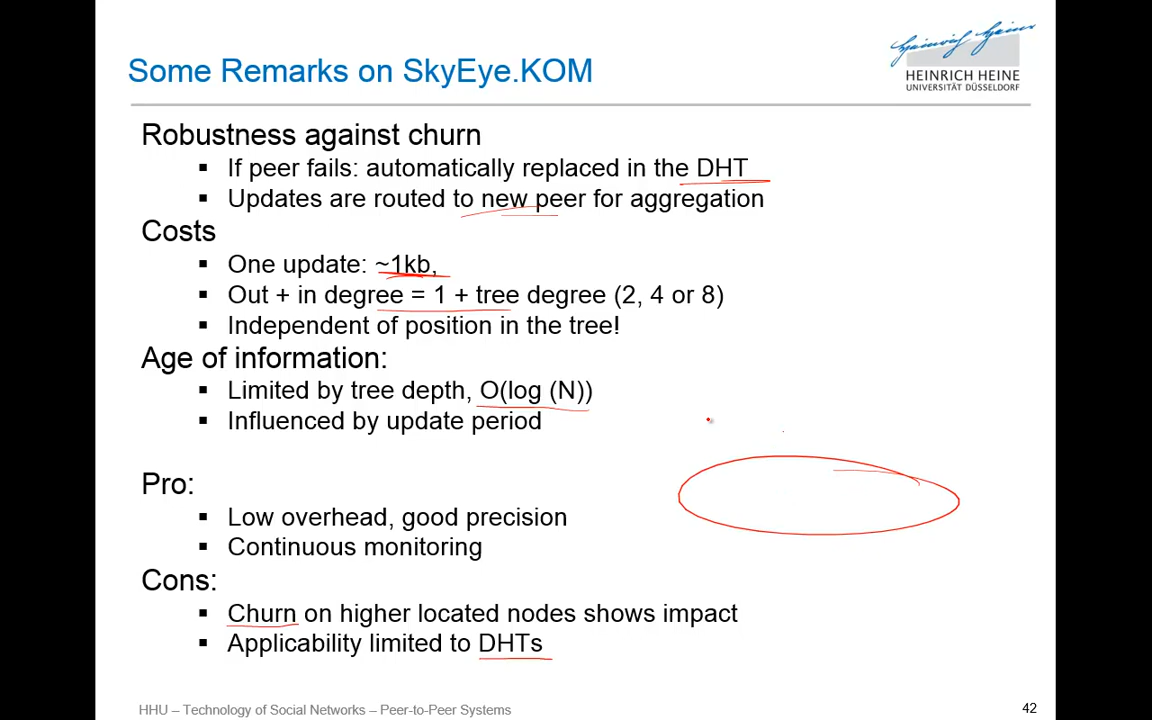 Some Remarks on SkyEye.KOM
HEINRICH HEINE
UNIVERSITÄT DÜSSELDORF
Robustness against churn
▪ If peer fails: automatically replaced in the DHT
▪ Updates are routed to new peer for aggregation
Costs
▪ One update: ~1kb,
▪ Out + in degree = 1 + tree degree (2, 4 or 8)
▪ Independent of position in the tree!
Age of information:
▪ Limited by tree depth, O(log (N))
▪ Influenced by update period
Pro:
▪ Low overhead, good precision
▪ Continuous monitoring
Cons:
▪ Churn on higher located nodes shows impact
▪ Applicability limited to DHTs
HHU – Technology of Social Networks – Peer-to-Peer Systems
42